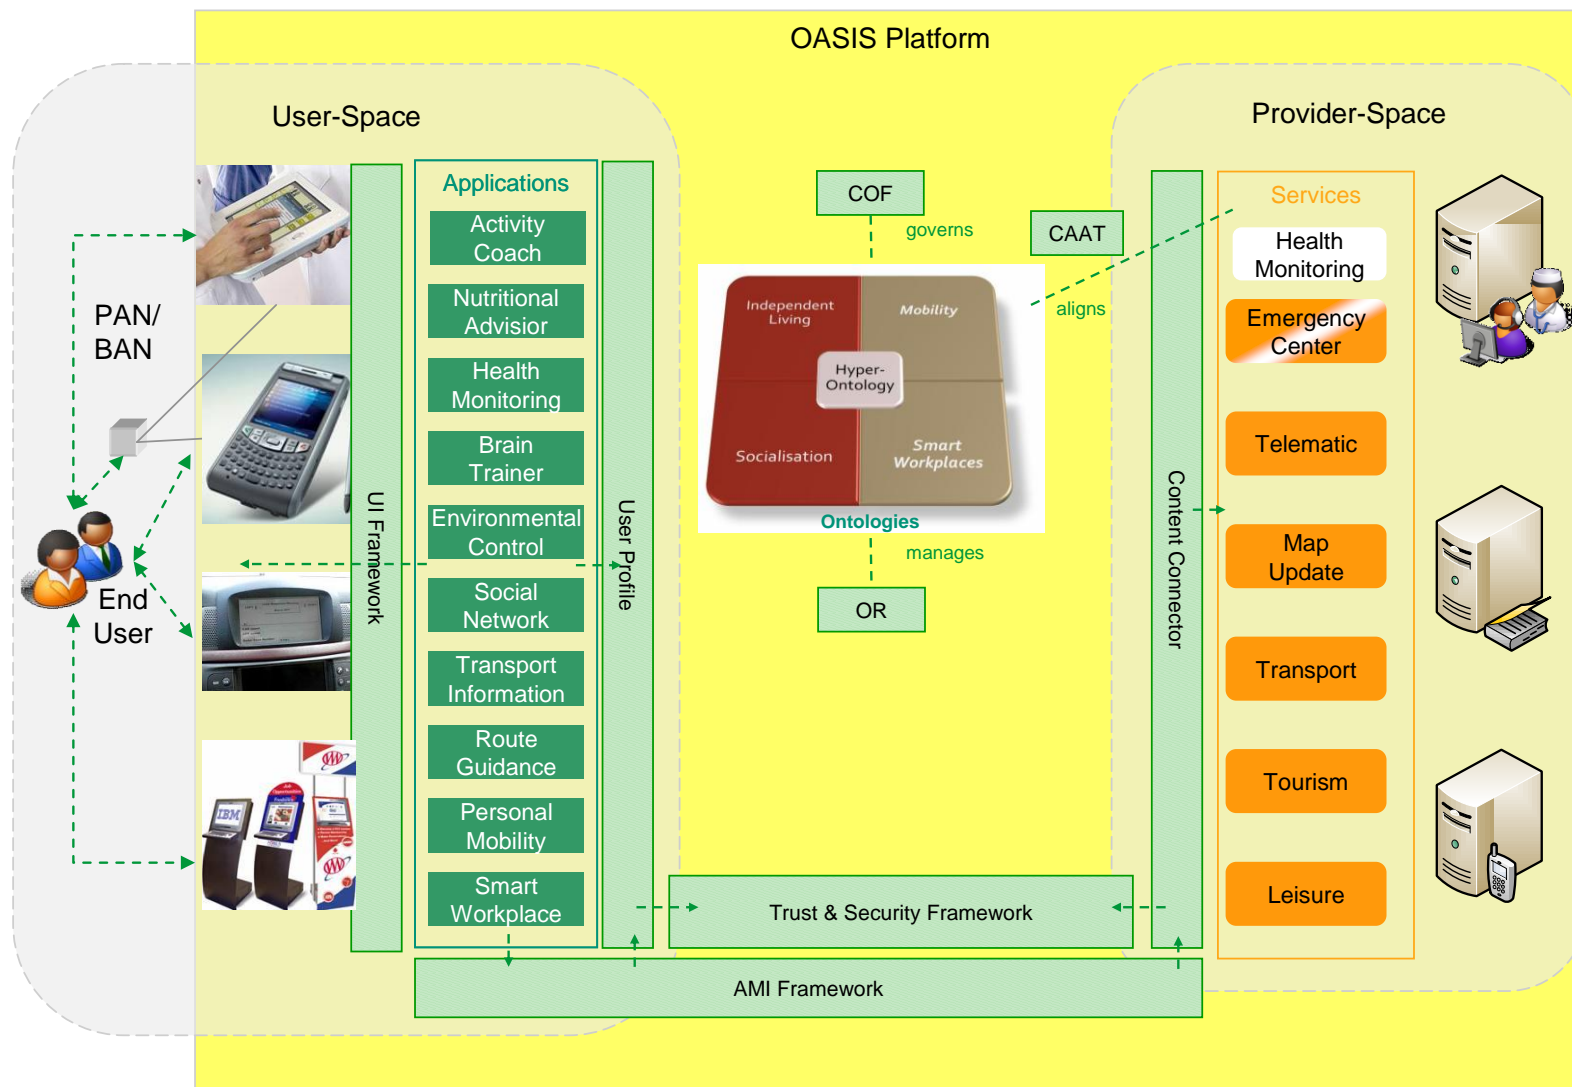 OASIS Platform
User-Space
Provider-Space
PAN/
BAN
End
User
UI Framework
Applications
Activity
Coach
Nutritional
Advisior
Health
Monitoring
Brain
Trainer
Environmental
Control
Social
Network
Transport
Information
Route
Guidance
Personal
Mobility
Smart
Workplace
User Profile
COF
governs
CAAT
aligns
Independent
Living
Mobility
Hyper-
Ontology
Socialisation
Smart
Workplaces
Ontologies
manages
OR
Trust & Security Framework
AMI Framework
Content Connector
Services
Health
Monitoring
Emergency
Center
Telematic
Map
Update
Transport
Tourism
Leisure
IBM
Job
Opportunities